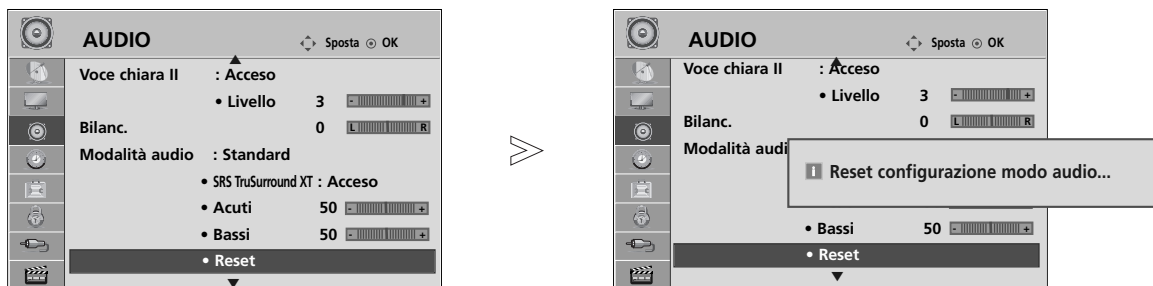 AUDIO Sposta OK
Voce chiara II : Acceso
• Livello 3 - +
Bilanc. 0 L R
Modalità audio : Standard
• SRS TruSurround XT : Acceso
• Acuti 50 - +
• Bassi 50 - +
• Reset
AUDIO Sposta OK
Voce chiara II : Acceso
• Livello 3 - +
Bilanc. 0 L R
Modalità audi
i Reset configurazione modo audio...
• Bassi 50 - +
• Reset